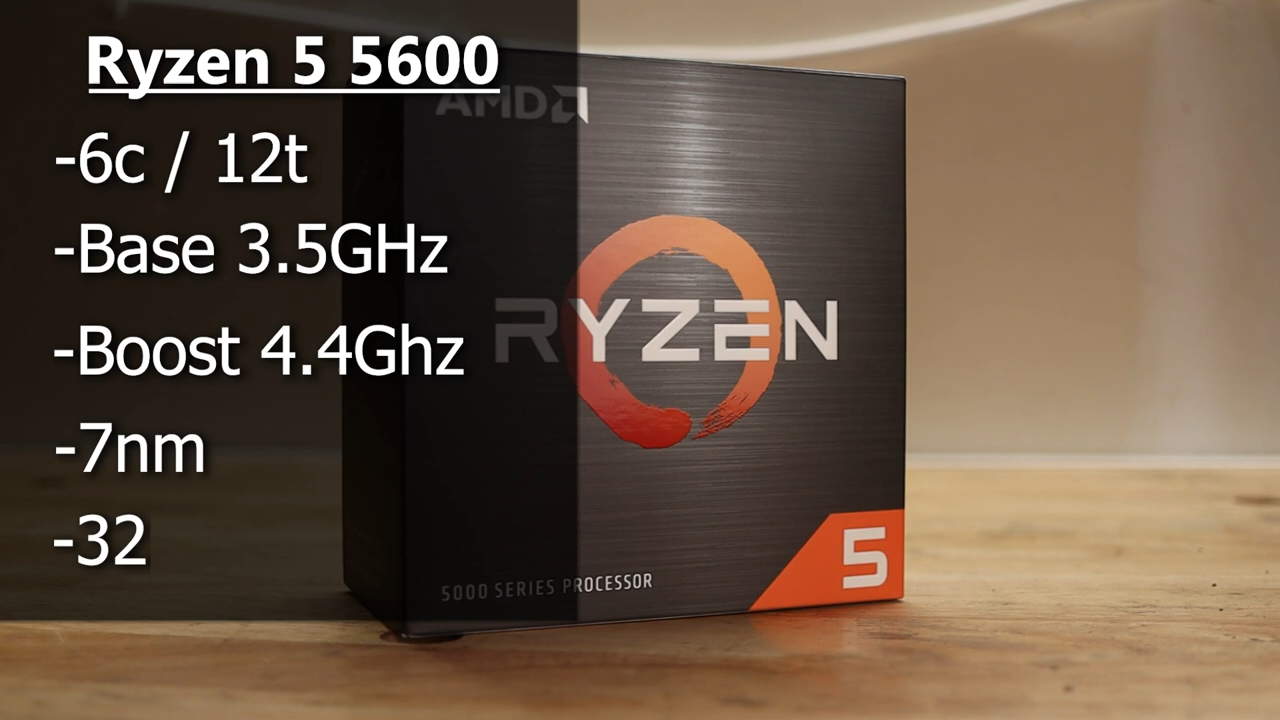 Ryzen 5 5600
-6c / 12t
-Base 3.5GHz
-Boost 4.4Ghz
-7nm
-32
AMD
RYZEN
5
5000 SERIES PROCESSOR